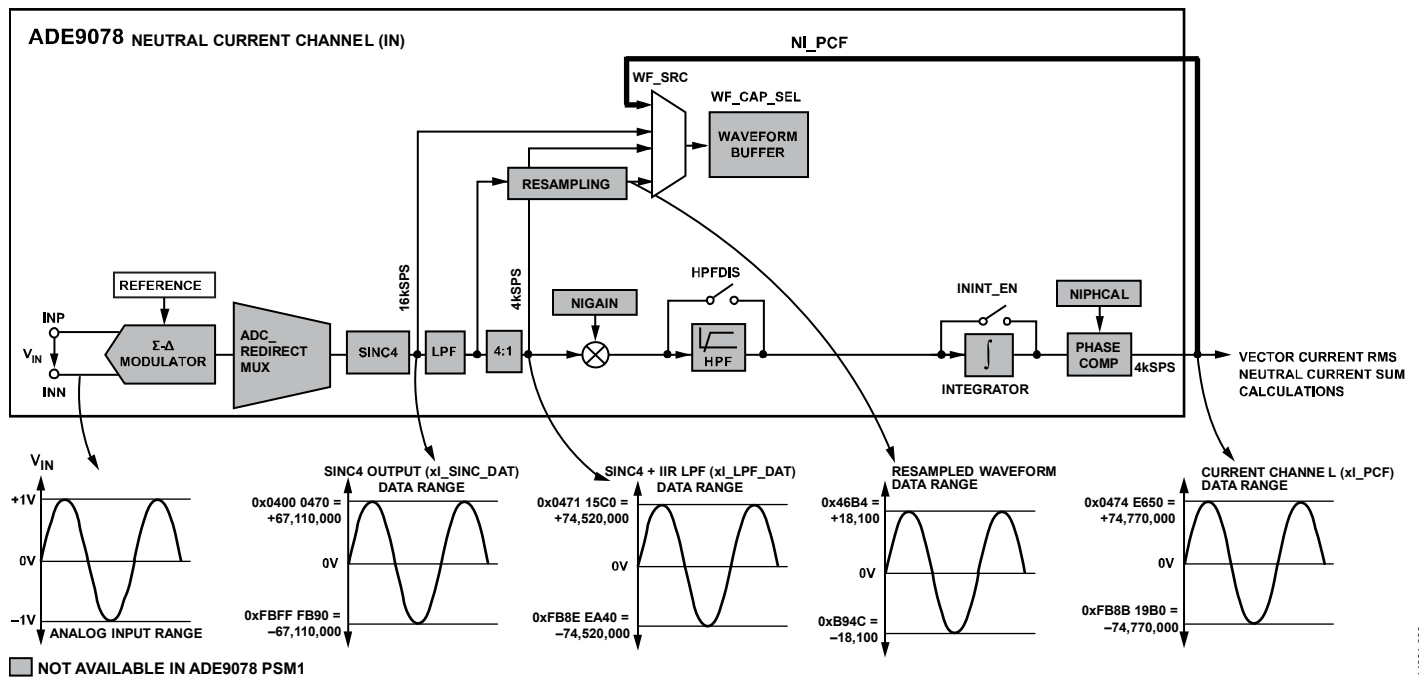 ADE9078 NEUTRAL CURRENT CHANNEL (IN)
NI_PCF
WF_SRC
WF_CAP_SEL
WAVEFORM
BUFFER
RESAMPLING
16kSPS
4kSPS
REFERENCE
HPFDIS
ININT_EN
NIGAIN
NIPHCAL
INP
VIN
INN
Σ-Δ
MODULATOR
ADC_
REDIRECT
MUX
SINC4
LPF
4:1
HPF
∫
INTEGRATOR
PHASE
COMP
4kSPS
VECTOR CURRENT RMS
NEUTRAL CURRENT SUM
CALCULATIONS
VIN
+1V
0V
–1V
ANALOG INPUT RANGE
SINC4 OUTPUT (xI_SINC_DAT)
DATA RANGE
0x0400 0470 =
+67,110,000
0V
0xFBFF FB90 =
–67,110,000
SINC4 + IIR LPF (xI_LPF_DAT)
DATA RANGE
0x0471 15C0 =
+74,520,000
0V
0xFB8E EA40 =
–74,520,000
RESAMPLED WAVEFORM
DATA RANGE
0x46B4 =
+18,100
0V
0xB94C =
–18,100
CURRENT CHANNEL (xI_PCF)
DATA RANGE
0x0474 E650 =
+74,770,000
0V
0xFB8B 19B0 =
–74,770,000
NOT AVAILABLE IN ADE9078 PSM1